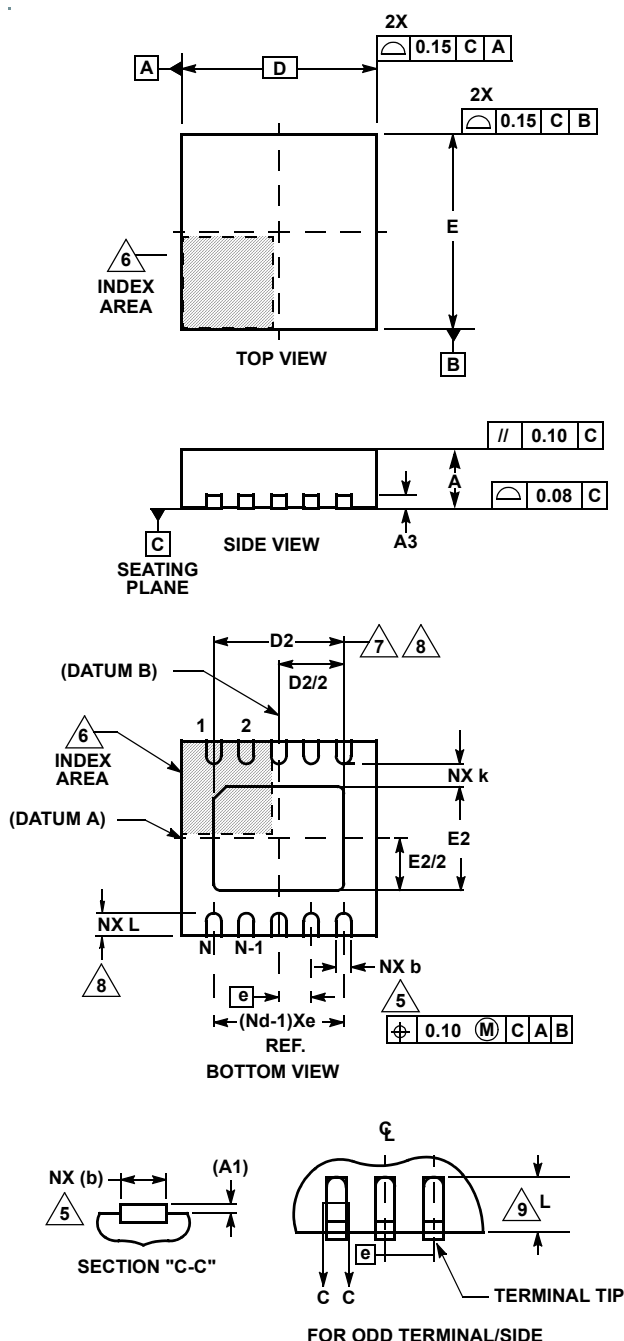 2X
0.15 C A
A
D
2X
0.15 C B
E
6
INDEX
AREA
TOP VIEW
B
// 0.10 C
A
0.08 C
C
SIDE VIEW
A3
SEATING
PLANE
D2
7 8
(DATUM B)
D2/2
6
1 2
INDEX
AREA
NX k
(DATUM A)
E2
E2/2
NX L
8
N N-1
NX b
e
5
(Nd-1)Xe
0.10 M C A B
REF.
BOTTOM VIEW
CL
NX (b)
(A1)
5
9 L
SECTION "C-C"
e
C C
TERMINAL TIP
FOR ODD TERMINAL/SIDE